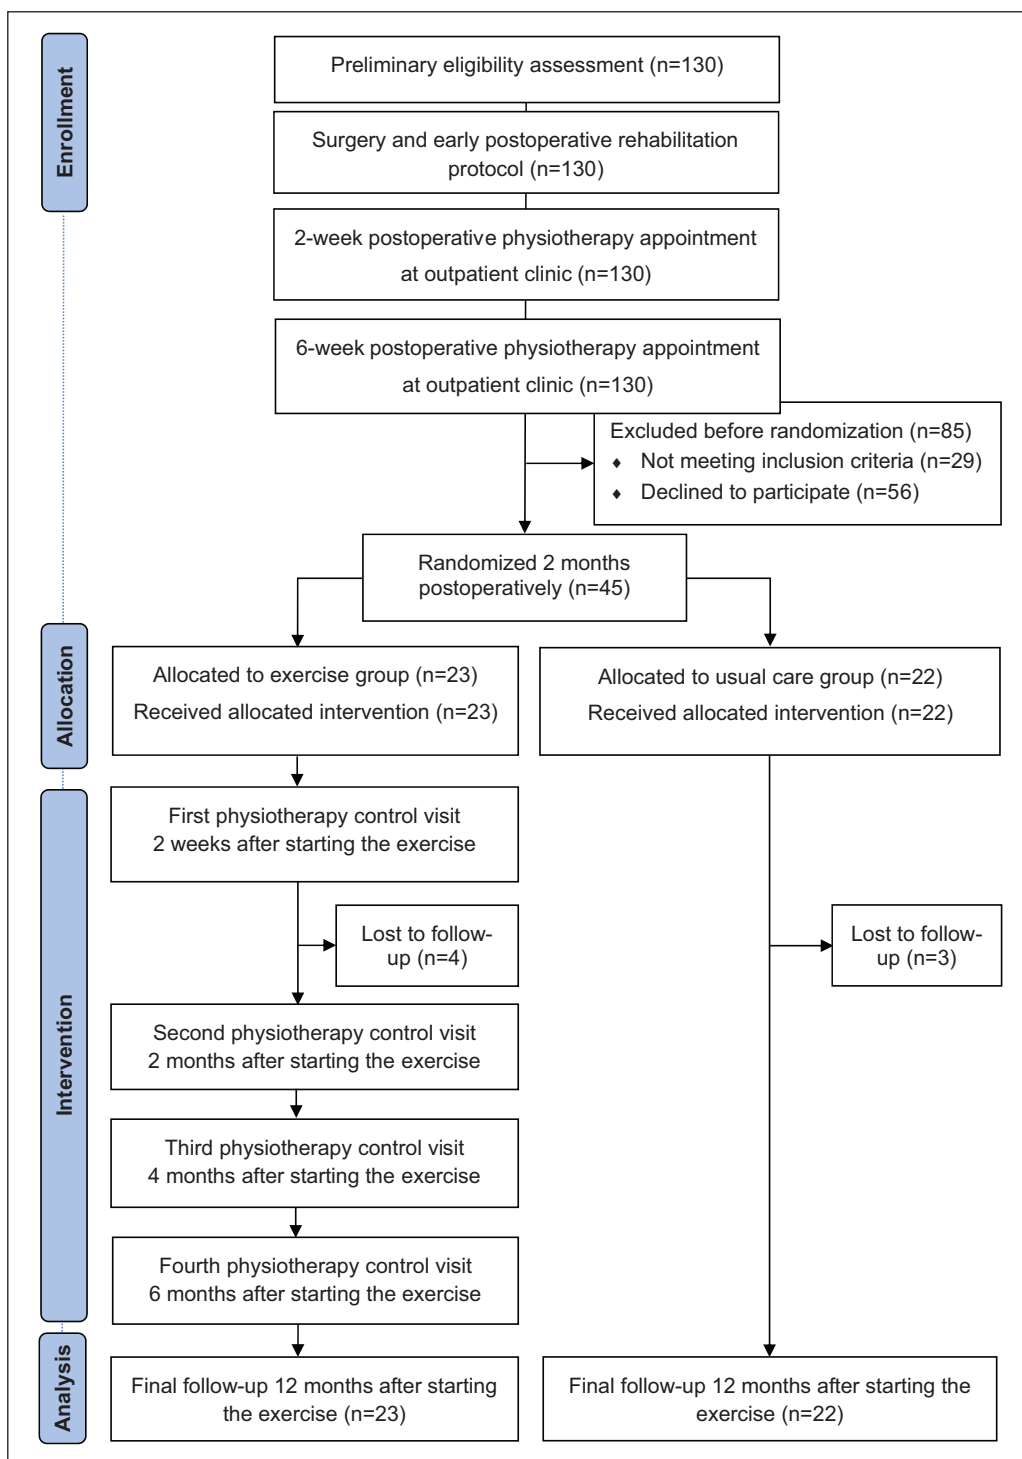 Enrollment
Preliminary eligibility assessment (n=130)
Surgery and early postoperative rehabilitation
protocol (n=130)
2-week postoperative physiotherapy appointment
at outpatient clinic (n=130)
6-week postoperative physiotherapy appointment
at outpatient clinic (n=130)
Excluded before randomization (n=85)
♦ Not meeting inclusion criteria (n=29)
♦ Declined to participate (n=56)
Randomized 2 months
postoperatively (n=45)
Allocation
Allocated to exercise group (n=23)
Received allocated intervention (n=23)
Allocated to usual care group (n=22)
Received allocated intervention (n=22)
Intervention
First physiotherapy control visit
2 weeks after starting the exercise
Lost to follow-
up (n=4)
Lost to follow-
up (n=3)
Second physiotherapy control visit
2 months after starting the exercise
Third physiotherapy control visit
4 months after starting the exercise
Fourth physiotherapy control visit
6 months after starting the exercise
Analysis
Final follow-up 12 months after starting
the exercise (n=23)
Final follow-up 12 months after starting the
exercise (n=22)